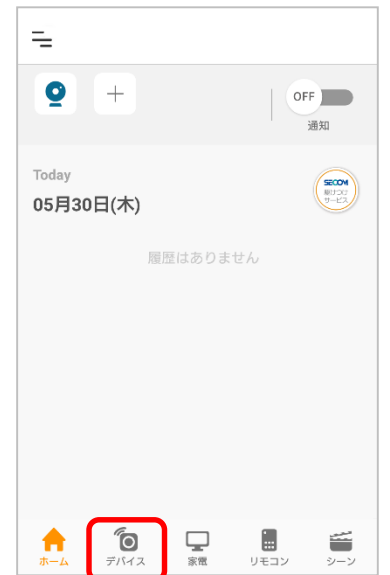 OFF
通知
Today
05月30日(木)
SECOM
駆けつけ
サービス
履歴はありません
ホーム
デバイス
家電
リモコン
シーン